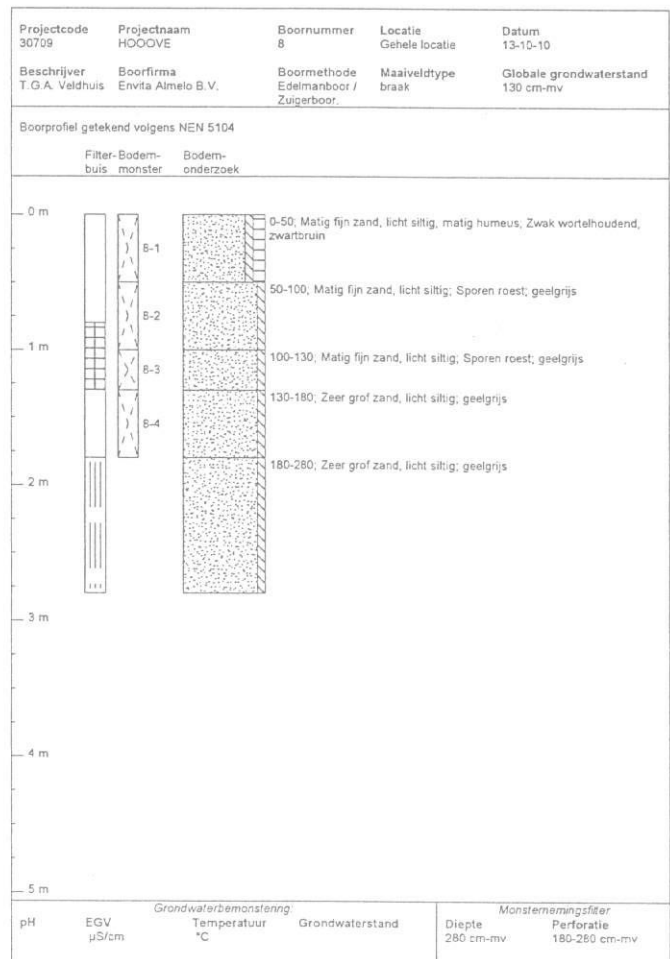 Projectcode Projectnaam Boornummer Locatie Datum
30709 HOOOVE 8 Gehele locatie 13-10-10
Beschrijver Boorfirma Boormethode Maaiveldtype Globale grondwaterstand
T.G.A. Veldhuis Envita Almelo B.V. Edelmanboor / braak 130 cm-mv
Zuigerboor.
Boorprofiel getekend volgens NEN 5104
Filter- Bodem- Bodem-
buis monster onderzoek
0 m
0-50; Matig fijn zand, licht siltig, matig humeus; Zwak wortelhoudend,
zwartbruin
8-1
50-100; Matig fijn zand, licht siltig; Sporen roest; geelgrijs
8-2
1 m
100-130; Matig fijn zand, licht siltig; Sporen roest; geelgrijs
8-3
130-180; Zeer grof zand, licht siltig; geelgrijs
8-4
180-280; Zeer grof zand, licht siltig; geelgrijs
2 m
3 m
4 m
5 m
Grondwaterbemonstering Monsternemingsfilter
pH EGV Temperatuur Grondwaterstand Diepte Perforatie
µS/cm °C 280 cm-mv 180-280 cm-mv